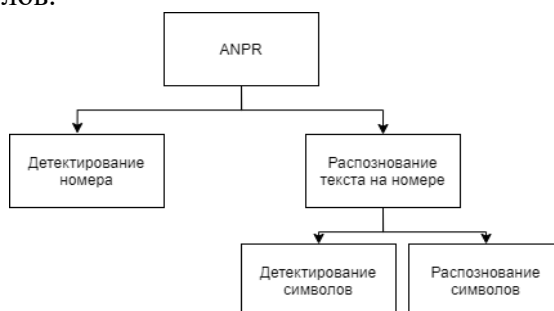 ANPR
Детектирование
номера
Распознование
текста на номере
Детектирование
символов
Распознование
символов